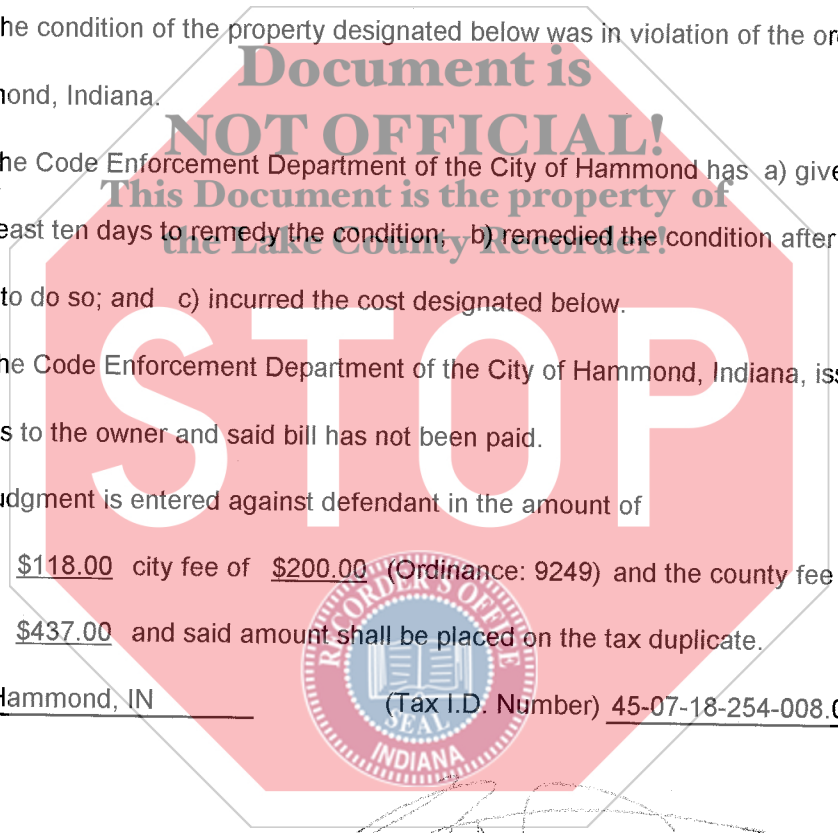 he condition of the property designated below was in violation of the or
Document is
ond, Indiana.
NOT OFFICIAL!
he Code Enforcement Department of the City of Hammond has a) give
This Document is the property of
east ten days to remedy the condition; b) remedied the condition after
the Lake County Recorder!
to do so; and c) incurred the cost designated below.
STOP
he Code Enforcement Department of the City of Hammond, Indiana, is
s to the owner and said bill has not been paid.
udgment is entered against defendant in the amount of
$118.00 city fee of $200.00 (Ordinance: 9249) and the county fee
$437.00 and said amount shall be placed on the tax duplicate.
Hammond, IN (Tax I.D. Number) 45-07-18-254-008.0
RECORDER'S OFFICE
SEAL
INDIANA